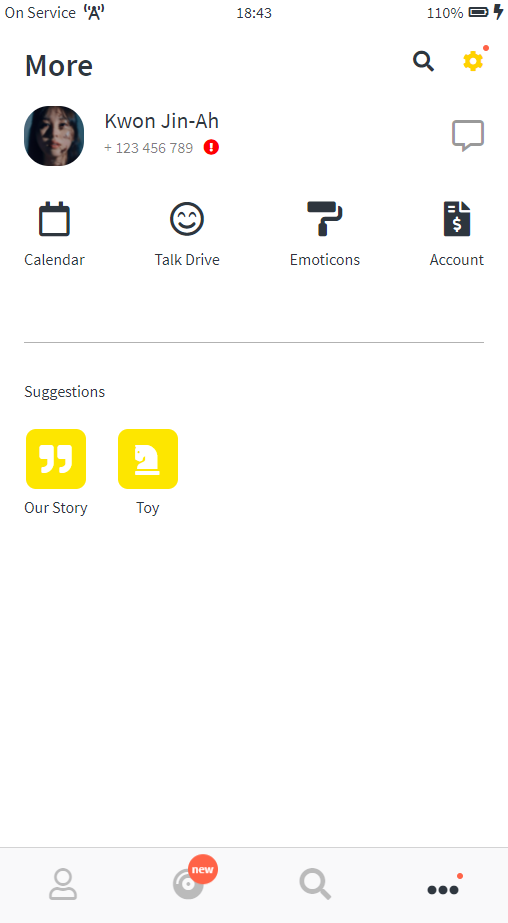 On Service 18:43 110%
More
Kwon Jin-Ah
+ 123 456 789
Calendar Talk Drive Emoticons Account
Suggestions
Our Story Toy
new